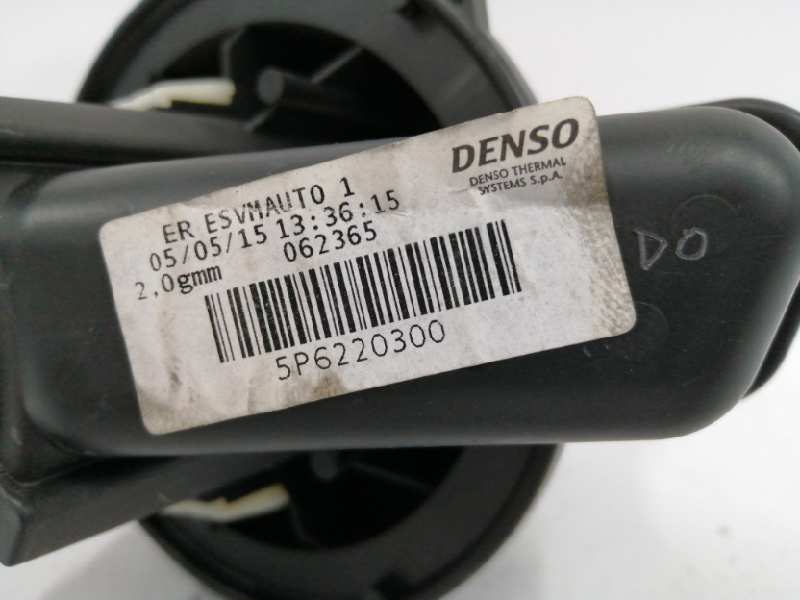 DENSO
DENSO THERMAL
SYSTEMS S.p.A.
ER ESVMAUTO 1
05/05/15 13:36:15
2,0gmm 062365
5P6220300
DO